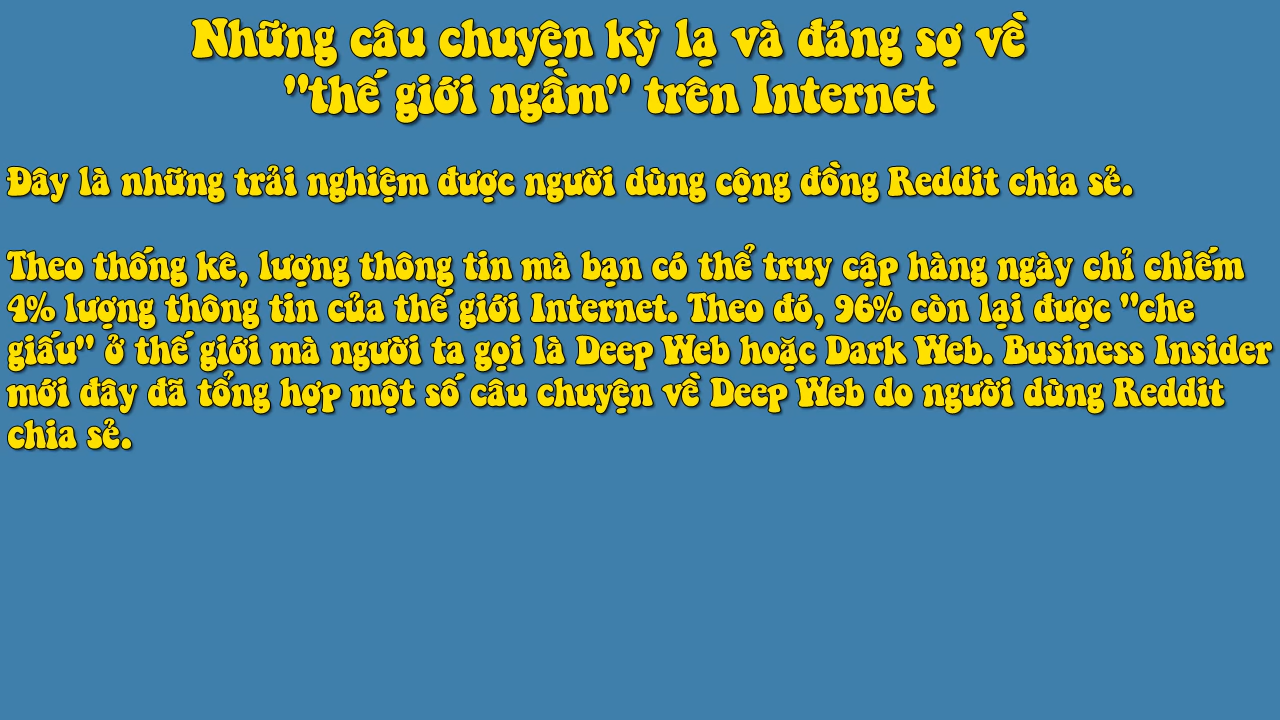 Những câu chuyện kỳ lạ và đáng sợ về
"thế giới ngầm" trên Internet
Đây là những trải nghiệm được người dùng cộng đồng Reddit chia sẻ.
Theo thống kê, lượng thông tin mà bạn có thể truy cập hàng ngày chỉ chiếm
4% lượng thông tin của thế giới Internet. Theo đó, 96% còn lại được "che
giấu" ở thế giới mà người ta gọi là Deep Web hoặc Dark Web. Business Insider
mới đây đã tổng hợp một số câu chuyện về Deep Web do người dùng Reddit
chia sẻ.